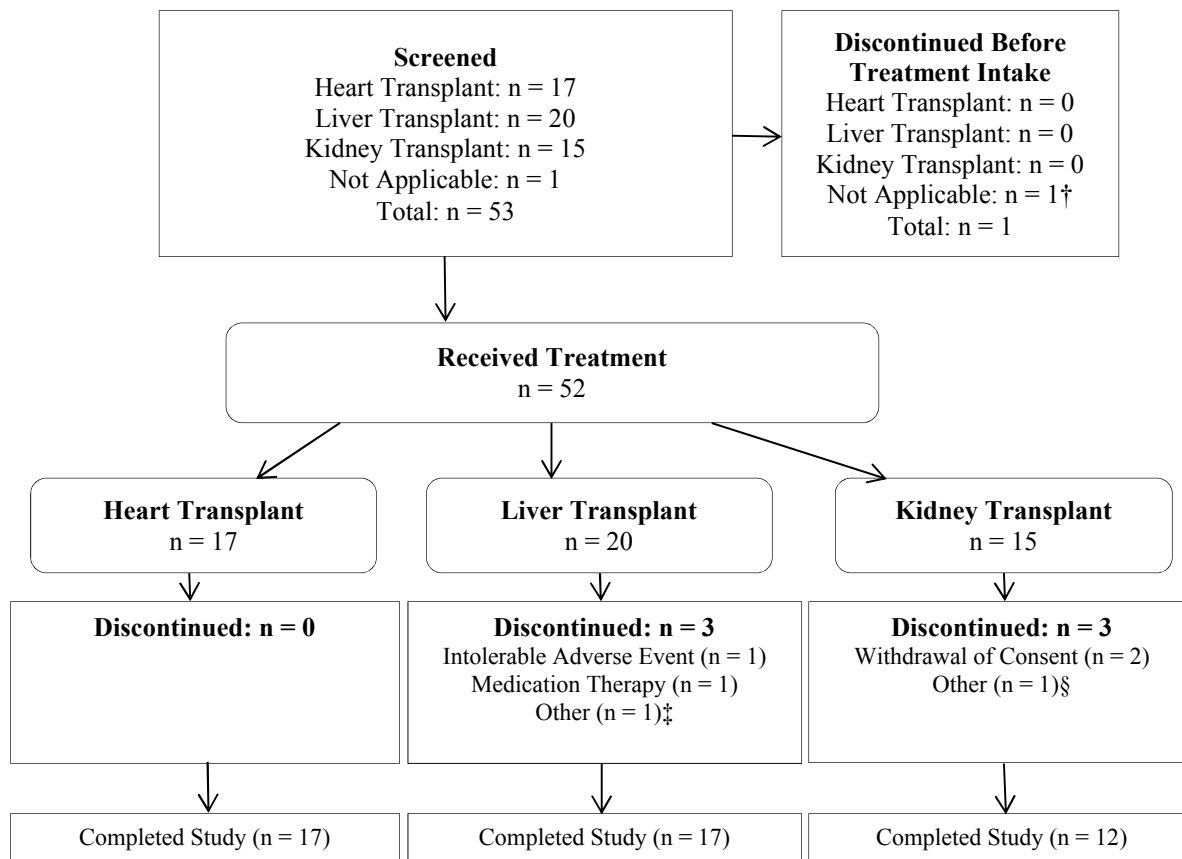 Screened
Heart Transplant: n = 17
Liver Transplant: n = 20
Kidney Transplant: n = 15
Not Applicable: n = 1
Total: n = 53
Discontinued Before
Treatment Intake
Heart Transplant: n = 0
Liver Transplant: n = 0
Kidney Transplant: n = 0
Not Applicable: n = 1†
Total: n = 1
Received Treatment
n = 52
Heart Transplant
n = 17
Liver Transplant
n = 20
Kidney Transplant
n = 15
Discontinued: n = 0
Discontinued: n = 3
Intolerable Adverse Event (n = 1)
Medication Therapy (n = 1)
Other (n = 1)‡
Discontinued: n = 3
Withdrawal of Consent (n = 2)
Other (n = 1)§
Completed Study (n = 17)
Completed Study (n = 17)
Completed Study (n = 12)